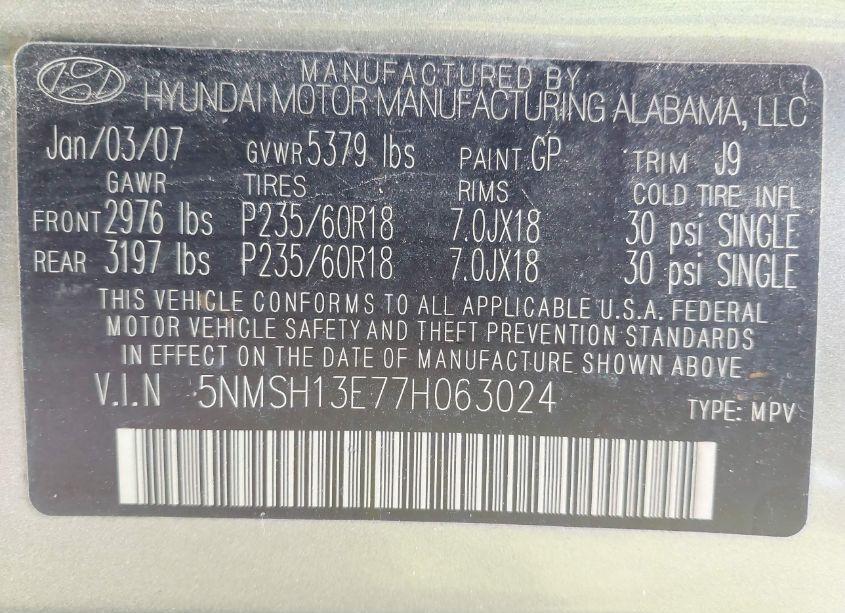 MANUFACTURED BY
HYUNDAI MOTOR MANUFACTURING ALABAMA, LLC
Jan/03/07 GVWR 5379 lbs PAINT.GP TRIM J9
GAWR TIRES RIMS COLD TIRE INFL
FRONT 2976 lbs P235/60R18 7.0JX18 30 psi SINGLE
REAR 3197 lbs P235/60R18 7.0JX18 30 psi SINGLE
THIS VEHICLE CONFORMS TO ALL APPLICABLE U.S.A. FEDERAL
MOTOR VEHICLE SAFETY AND THEFT PREVENTION STANDARDS
IN EFFECT ON THE DATE OF MANUFACTURE SHOWN ABOVE
V.I.N 5NMSH13E77H063024 TYPE: MPV